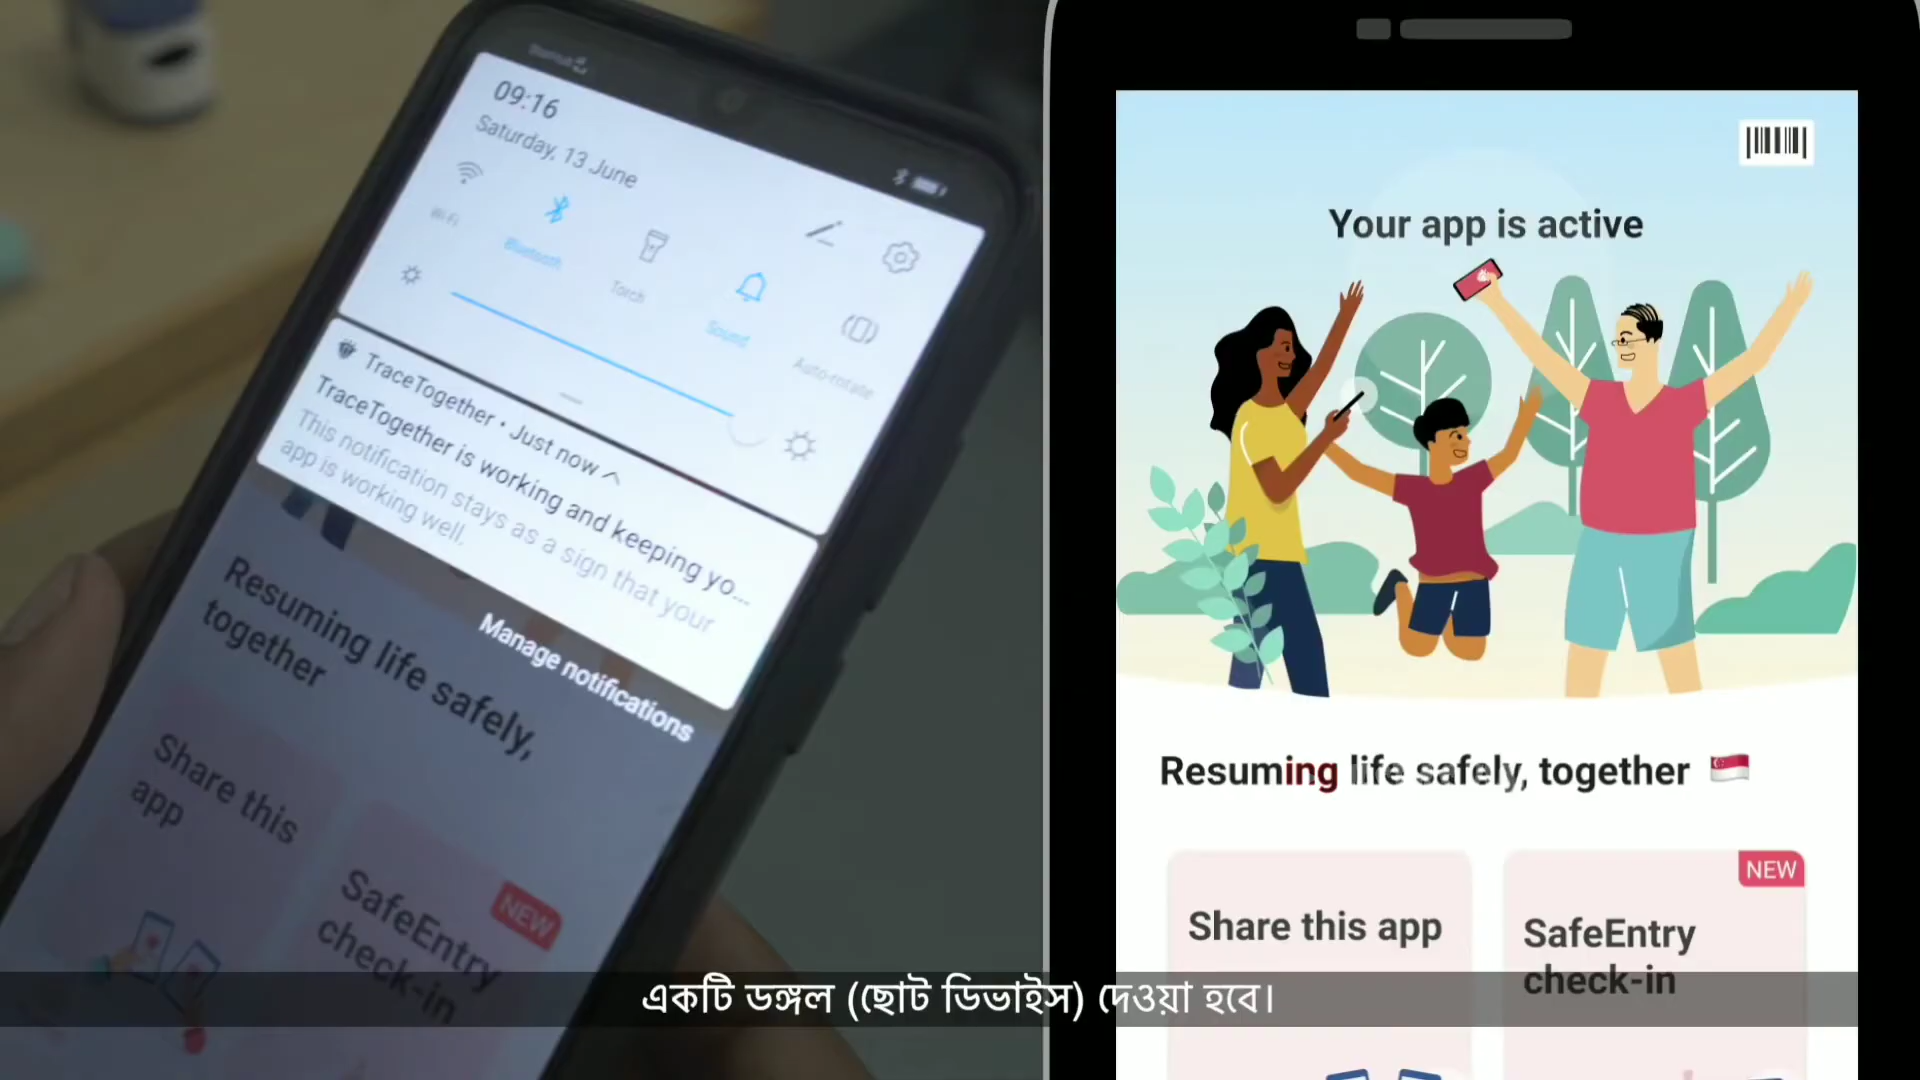 09:16
Saturday, 13 June
Wi-Fi
Bluetooth
Torch
Sound
Auto-rotate
TraceTogether • Just now
TraceTogether is working and keeping yo...
This notification stays as a sign that your
app is working well.
Manage notifications
Resuming life safely,
together
Share this
app
NEW
SafeEntry
check-in
Your app is active
Resuming life safely, together
NEW
Share this app
SafeEntry
check-in
একটি ডঙ্গল (ছোট ডিভাইস) দেওয়া হবে।